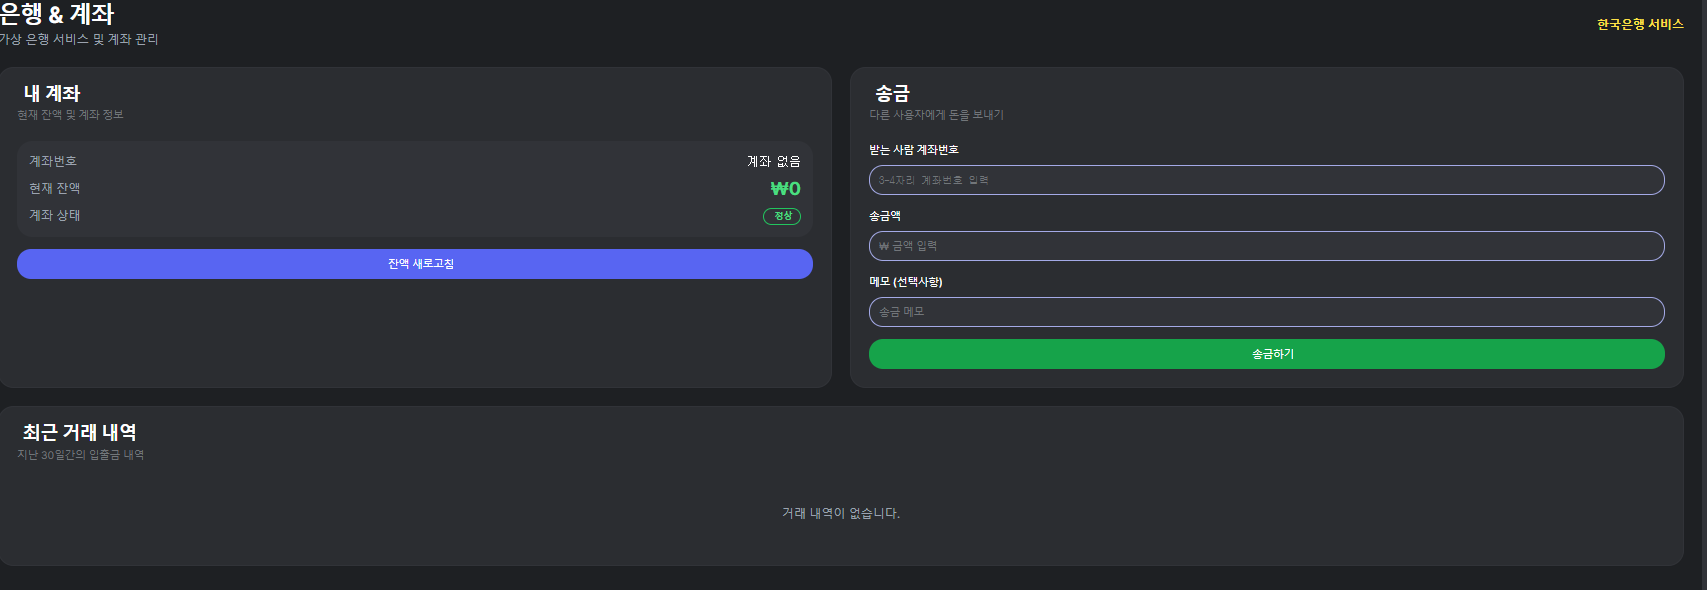 은행 & 계좌
가상 은행 서비스 및 계좌 관리
한국은행 서비스
내 계좌
현재 잔액 및 계좌 정보
계좌번호
계좌 없음
현재 잔액
₩0
계좌 상태
정상
잔액 새로고침
송금
다른 사용자에게 돈을 보내기
받는 사람 계좌번호
3-4자리 계좌번호 입력
송금액
₩ 금액 입력
메모 (선택사항)
송금 메모
송금하기
최근 거래 내역
지난 30일간의 입출금 내역
거래 내역이 없습니다.